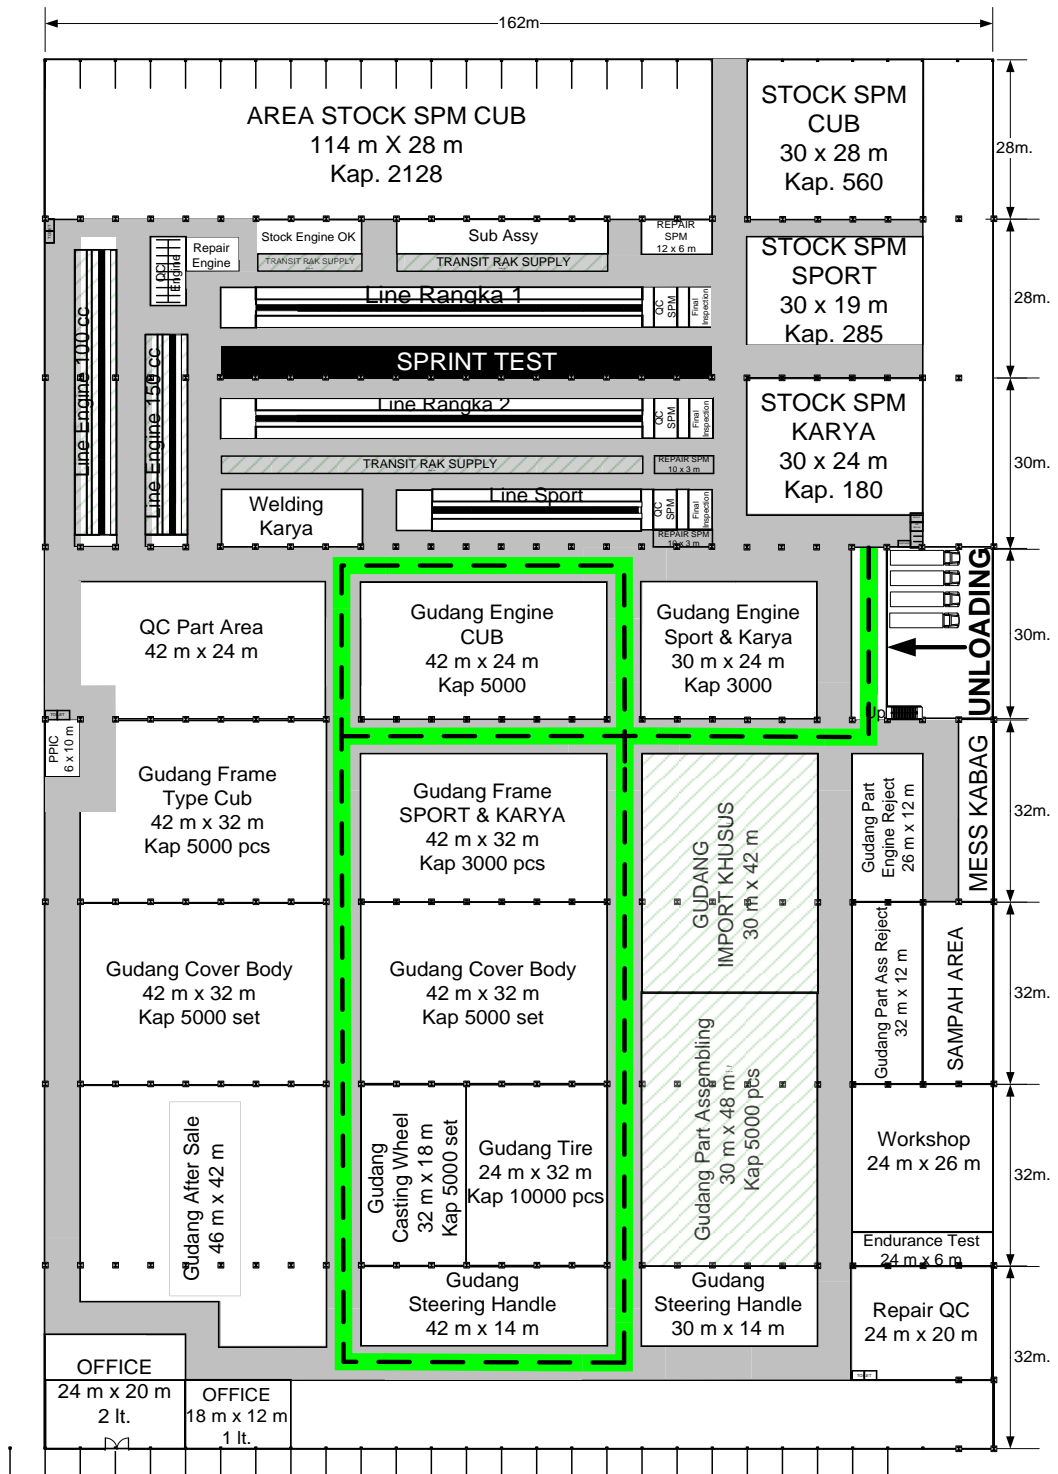 162m
AREA STOCK SPM CUB
114 m X 28 m
Kap. 2128
STOCK SPM
CUB
30 x 28 m
Kap. 560
28m.
Stock Engine OK
TRANSIT RAK SUPPLY
Sub Assy
TRANSIT RAK SUPPLY
REPAIR
SPM
12 x 6 m
QC
Engine
Repair
Engine
STOCK SPM
SPORT
30 x 19 m
Kap. 285
28m.
Line Rangka 1
QC
SPM
Final
Inspection
SPRINT TEST
Line Engine 100 cc
Line Engine 150 cc
Line Rangka 2
QC
SPM
Final
Inspection
STOCK SPM
KARYA
30 x 24 m
Kap. 180
30m.
TRANSIT RAK SUPPLY
REPAIR SPM
10 x 3 m
Welding
Karya
Line Sport
QC
SPM
Final
Inspection
REPAIR SPM
10 x 3 m
QC Part Area
42 m x 24 m
Gudang Engine
CUB
42 m x 24 m
Kap 5000
Gudang Engine
Sport & Karya
30 m x 24 m
Kap 3000
UNLOADING
Up
30m.
TOILET
PPIC
6 x 10 m
Gudang Frame
Type Cub
42 m x 32 m
Kap 5000 pcs
Gudang Frame
SPORT & KARYA
42 m x 32 m
Kap 3000 pcs
GUDANG
IMPORT KHUSUS
30 m x 42 m
Gudang Part
Engine Reject
26 m x 12 m
MESS KABAG
32m.
Gudang Cover Body
42 m x 32 m
Kap 5000 set
Gudang Cover Body
42 m x 32 m
Kap 5000 set
Gudang Part Ass Reject
32 m x 12 m
SAMPAH AREA
32m.
Gudang After Sale
46 m x 42 m
Gudang
Casting Wheel
32 m x 18 m
Kap 5000 set
Gudang Tire
24 m x 32 m
Kap 10000 pcs
Gudang Part Assembling
30 m x 48 m
Kap 5000 pcs
Workshop
24 m x 26 m
32m.
Endurance Test
24 m x 6 m
Gudang
Steering Handle
42 m x 14 m
Gudang
Steering Handle
30 m x 14 m
Repair QC
24 m x 20 m
32m.
TOILET
OFFICE
24 m x 20 m
2 lt.
OFFICE
18 m x 12 m
1 lt.